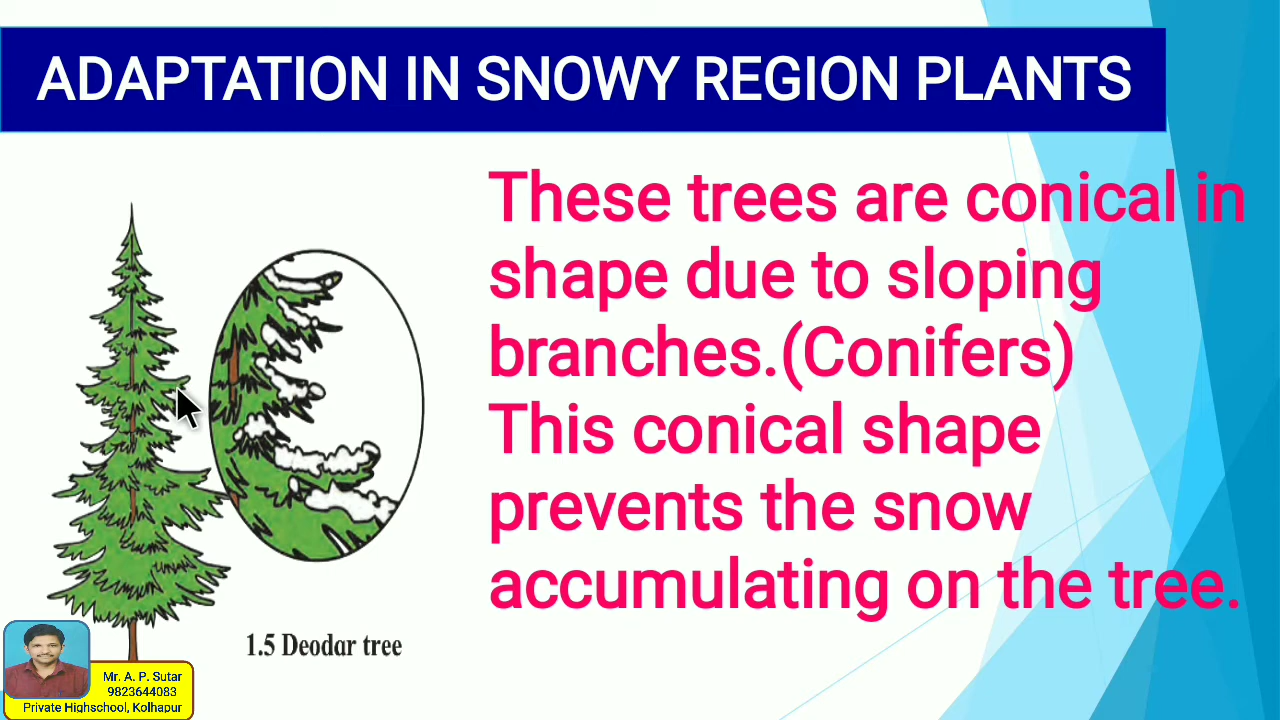 ADAPTATION IN SNOWY REGION PLANTS
These trees are conical in
shape due to sloping
branches.(Conifers)
This conical shape
prevents the snow
accumulating on the tree.
1.5 Deodar tree
Mr. A. P. Sutar
9823644083
Private Highschool, Kolhapur